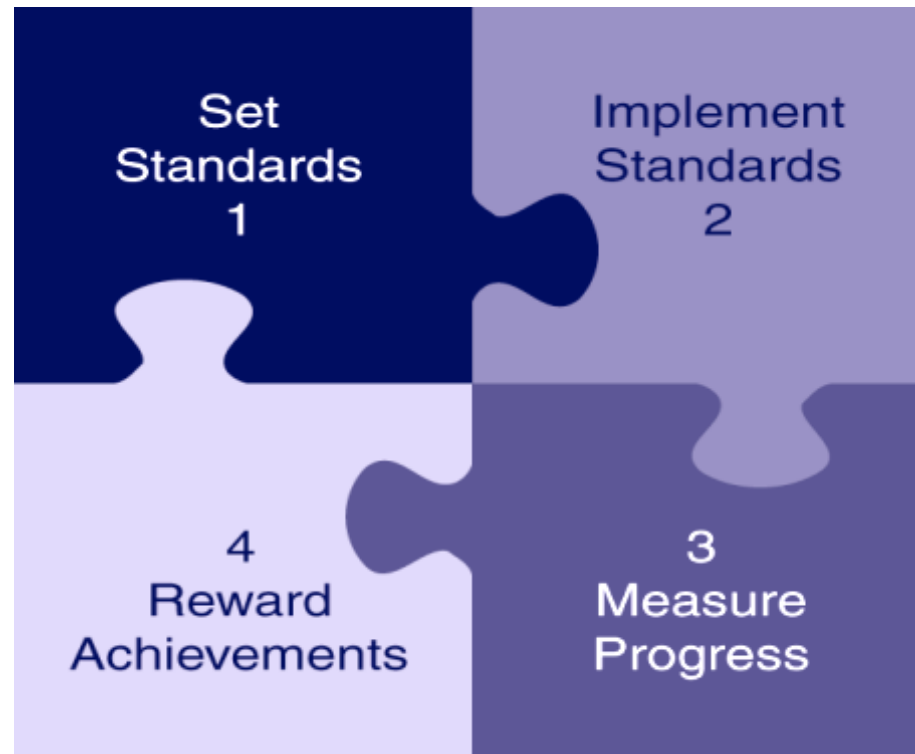 Set
Standards
1
Implement
Standards
2
4
Reward
Achievements
3
Measure
Progress